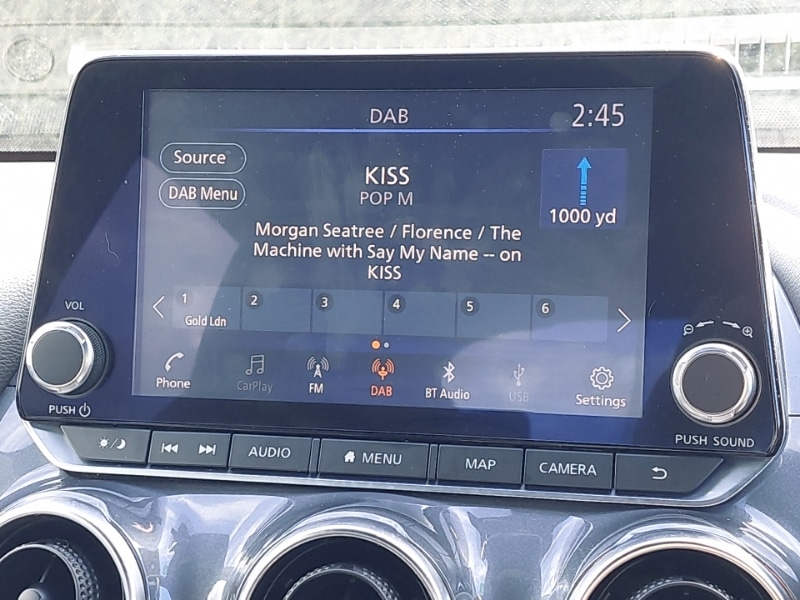 DAB
2:45
Source
DAB Menu
KISS
POP M
1000 yd
Morgan Seatree / Florence / The
Machine with Say My Name -- on
KISS
1 2 3 4 5 6
Gold Ldn
Phone CarPlay FM DAB BT Audio USB Settings
VOL
PUSH
PUSH SOUND
AUDIO MENU MAP CAMERA